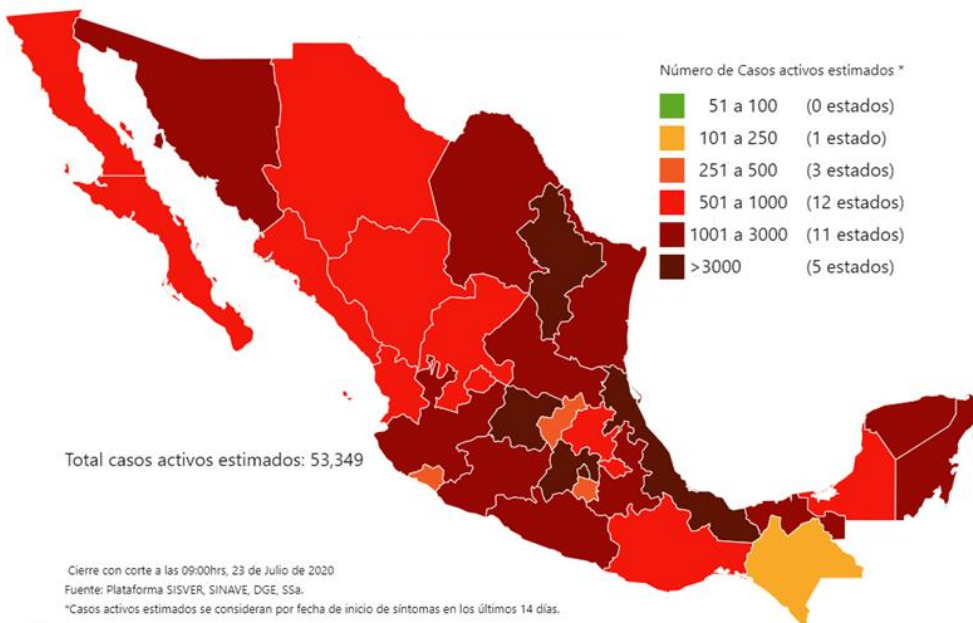 Número de Casos activos estimados *
51 a 100 (0 estados)
101 a 250 (1 estado)
251 a 500 (3 estados)
501 a 1000 (12 estados)
1001 a 3000 (11 estados)
>3000 (5 estados)
Total casos activos estimados: 53,349
Cierre con corte a las 09:00hrs, 23 de Julio de 2020
Fuente: Plataforma SISVER, SINAVE, DGE, SSa.
*Casos activos estimados se consideran por fecha de inicio de síntomas en los últimos 14 días.